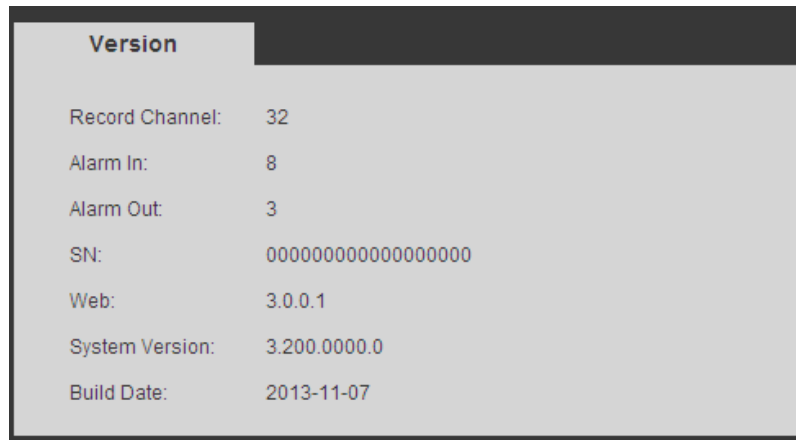 Version
Record Channel: 32
Alarm In: 8
Alarm Out: 3
SN: 000000000000000000
Web: 3.0.0.1
System Version: 3.200.0000.0
Build Date: 2013-11-07